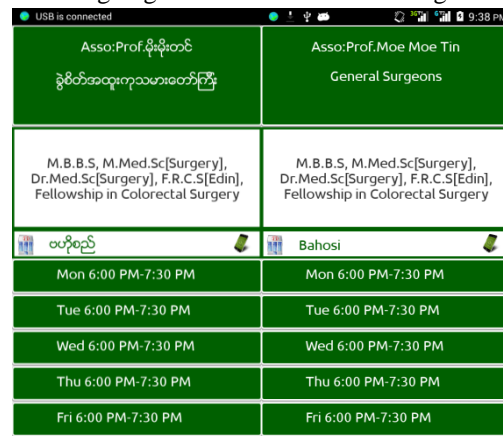 USB is connected
9:38 PM
Asso:Prof.မိုးမိုးတင်
ခွဲစိတ်အထူးကုသမားတော်ကြီး
M.B.B.S, M.Med.Sc[Surgery],
Dr.Med.Sc[Surgery], F.R.C.S[Edin],
Fellowship in Colorectal Surgery
ဗဟိုစည်
Mon 6:00 PM-7:30 PM
Tue 6:00 PM-7:30 PM
Wed 6:00 PM-7:30 PM
Thu 6:00 PM-7:30 PM
Fri 6:00 PM-7:30 PM
Asso:Prof.Moe Moe Tin
General Surgeons
M.B.B.S, M.Med.Sc[Surgery],
Dr.Med.Sc[Surgery], F.R.C.S[Edin],
Fellowship in Colorectal Surgery
Bahosi
Mon 6:00 PM-7:30 PM
Tue 6:00 PM-7:30 PM
Wed 6:00 PM-7:30 PM
Thu 6:00 PM-7:30 PM
Fri 6:00 PM-7:30 PM